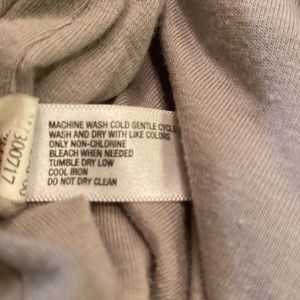 MACHINE WASH COLD GENTLE CYCLE
WASH AND DRY WITH LIKE COLORS
ONLY NON-CHLORINE
BLEACH WHEN NEEDED
TUMBLE DRY LOW
COOL IRON
DO NOT DRY CLEAN
300717